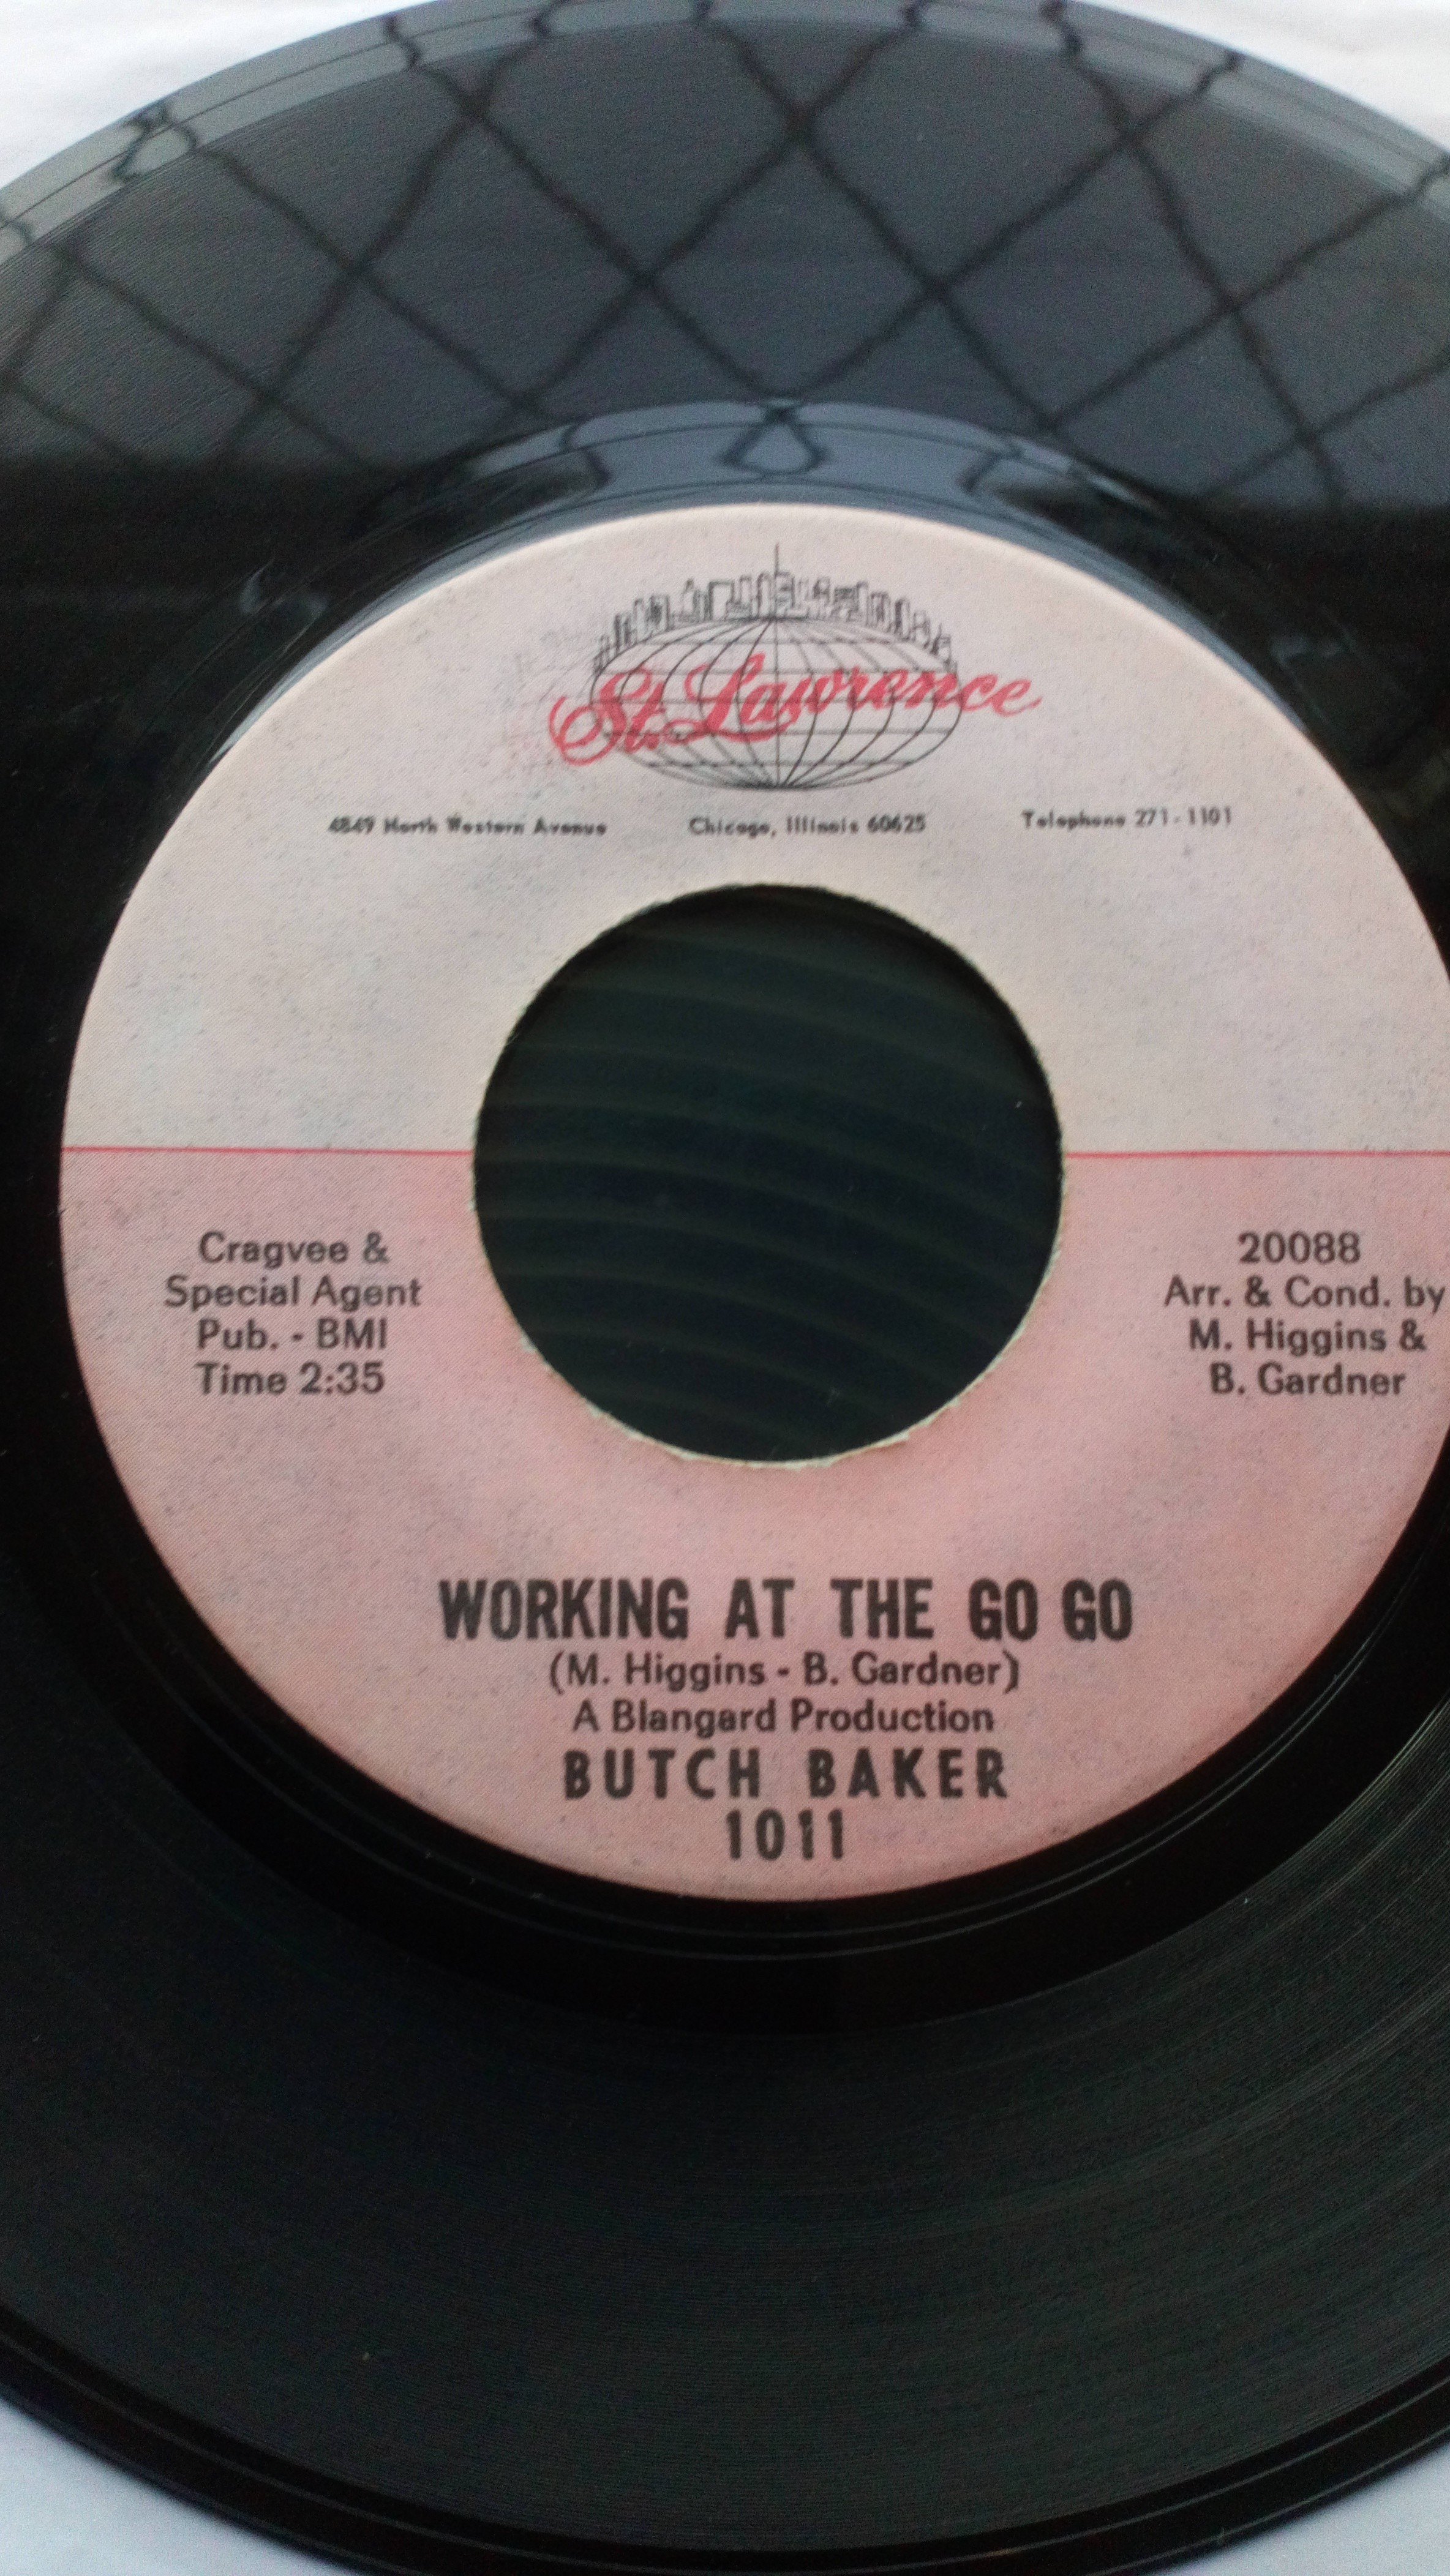 St. Lawrence
4849 North Western Avenue Chicago, Illinois 60625 Telephone 271-1101
Cragvee &
Special Agent
Pub. - BMI
Time 2:35
20088
Arr. & Cond. by
M. Higgins &
B. Gardner
WORKING AT THE GO GO
(M. Higgins - B. Gardner)
A Blangard Production
BUTCH BAKER
1011